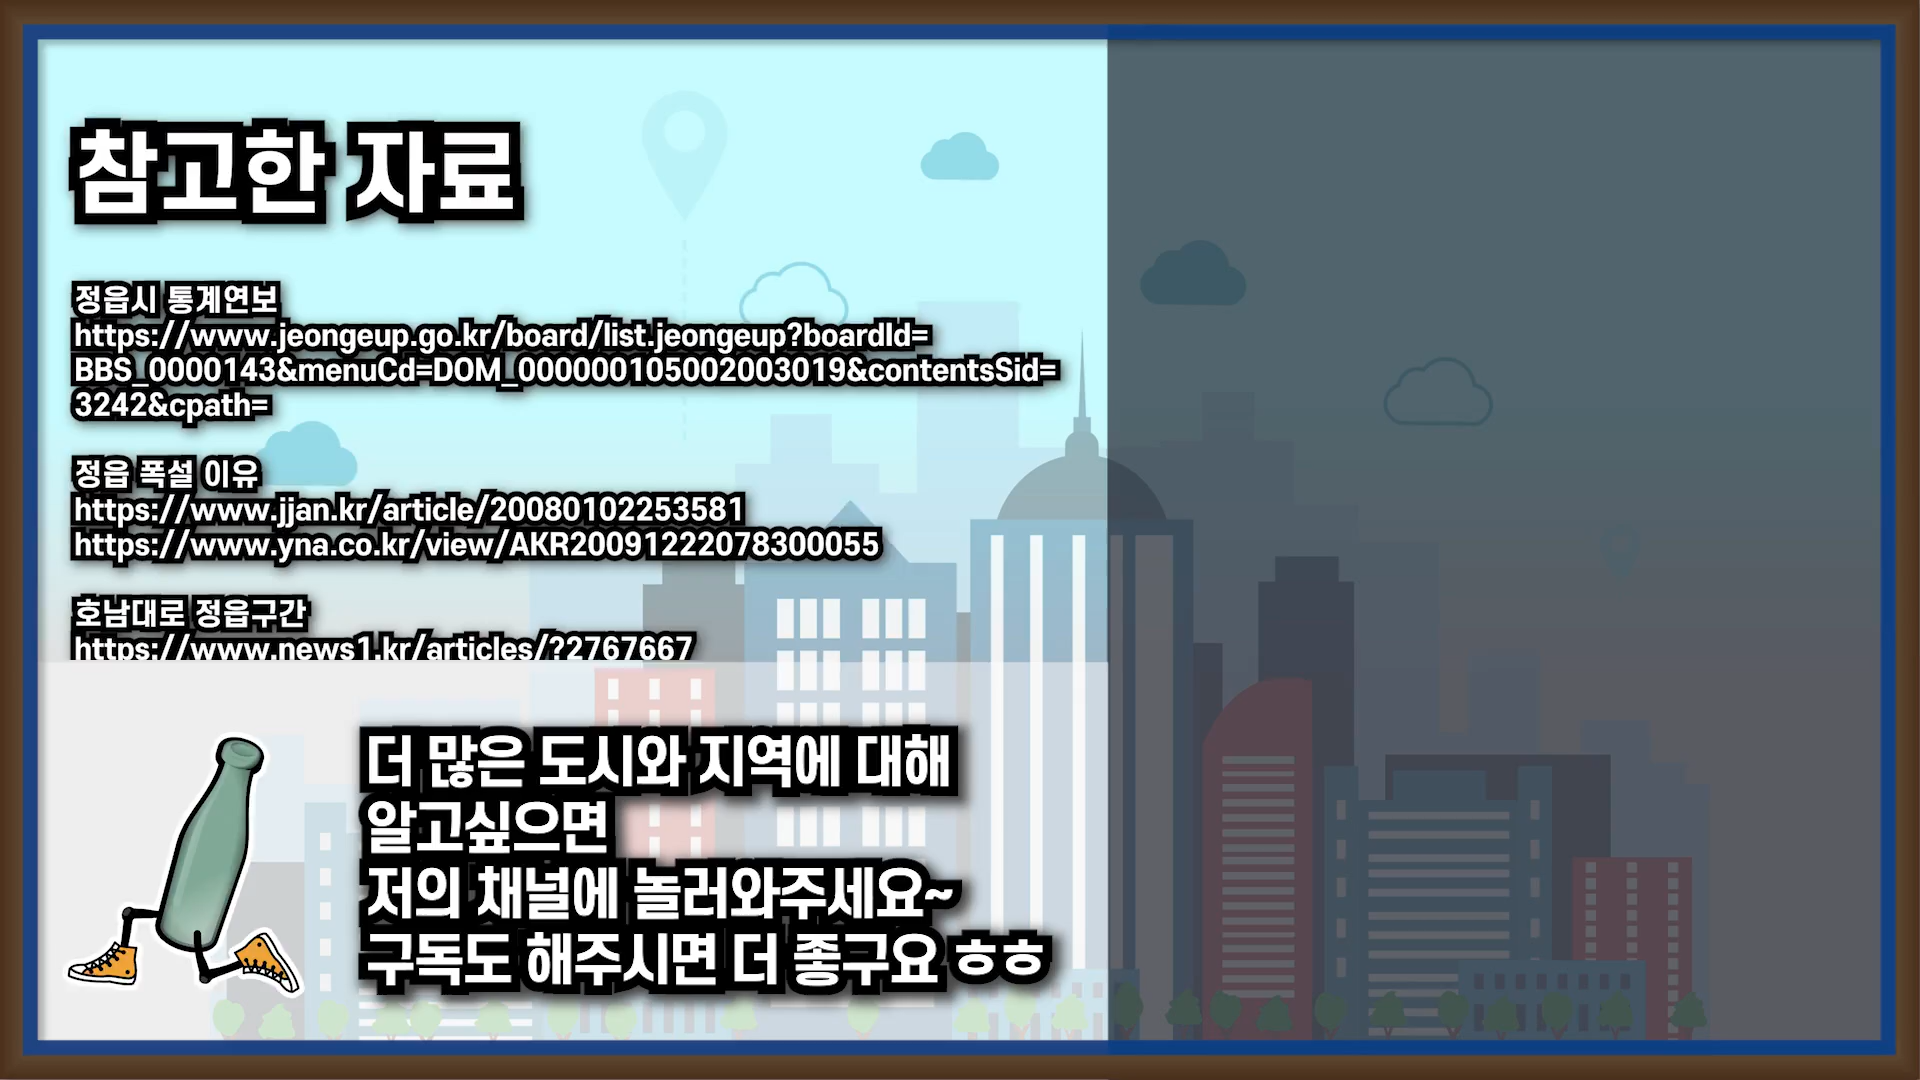 참고한 자료
정읍시 통계연보
https://www.jeongeup.go.kr/board/list.jeongeup?boardId=
BBS_0000143&menuCd=DOM_000000105002003019&contentsSid=
3242&cpath=
정읍 폭설 이유
https://www.jjan.kr/article/20080102253581
https://www.yna.co.kr/view/AKR20091222078300055
호남대로 정읍구간
https://www.news1.kr/articles/?2767667
더 많은 도시와 지역에 대해
알고싶으면
저의 채널에 놀러와주세요~
구독도 해주시면 더 좋구요 ㅎㅎ